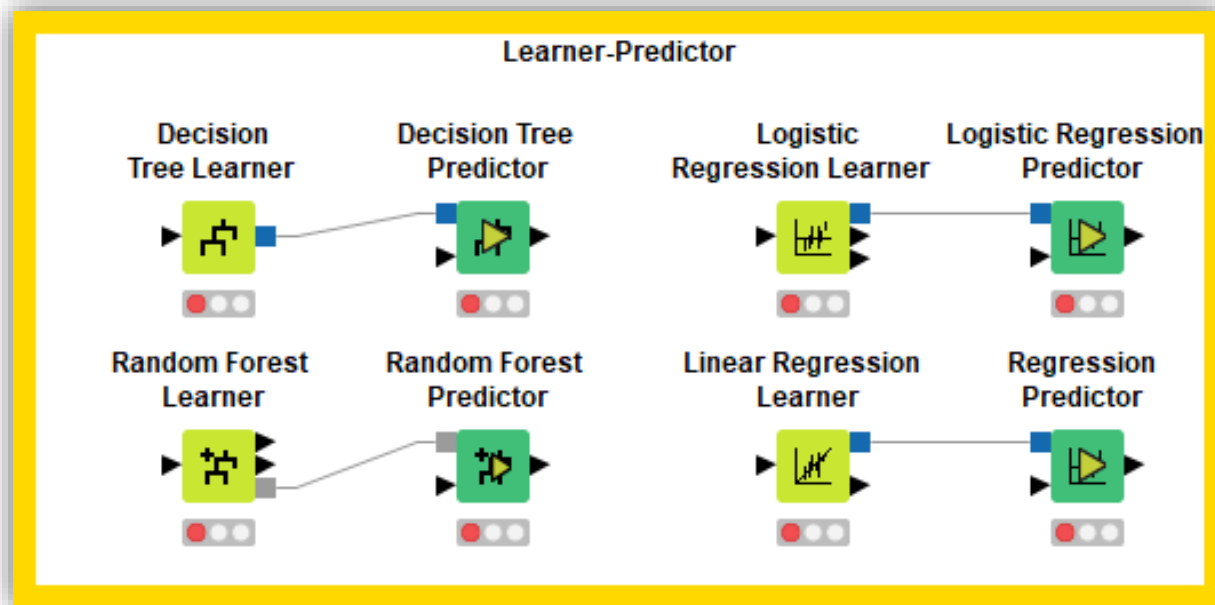 Learner-Predictor
Decision
Tree Learner
Decision Tree
Predictor
Logistic
Regression Learner
Logistic Regression
Predictor
Random Forest
Learner
Random Forest
Predictor
Linear Regression
Learner
Regression
Predictor